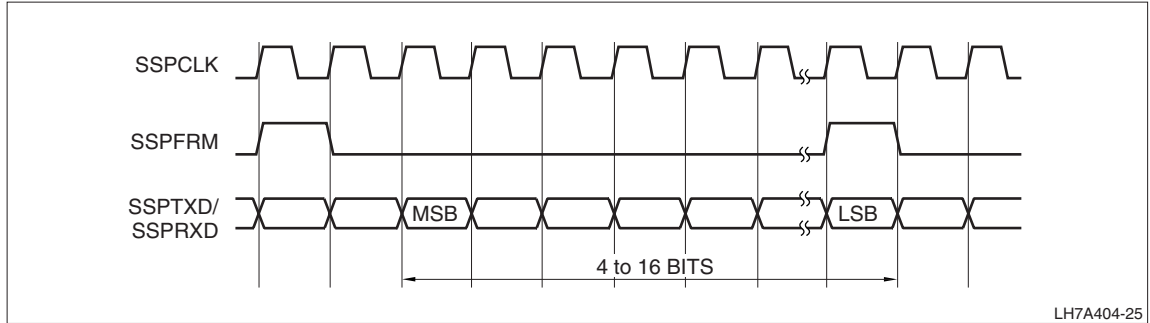 SSPCLK
SSPFRM
SSPTXD/
SSPRXD
MSB
LSB
4 to 16 BITS
LH7A404-25